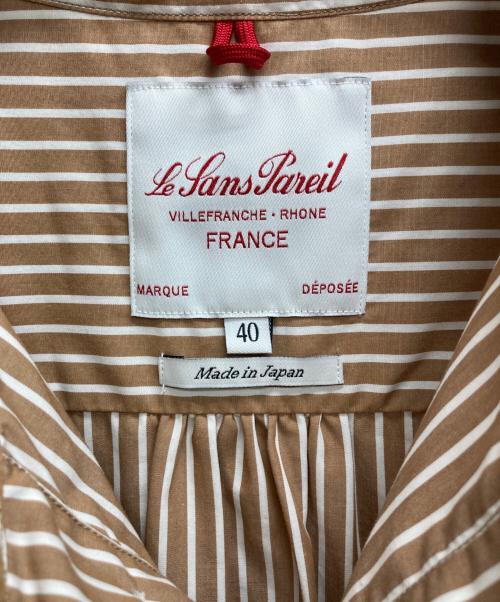 Le Sans Pareil
VILLEFRANCHE · RHONE
FRANCE
MARQUE DÉPOSÉE
40
Made in Japan